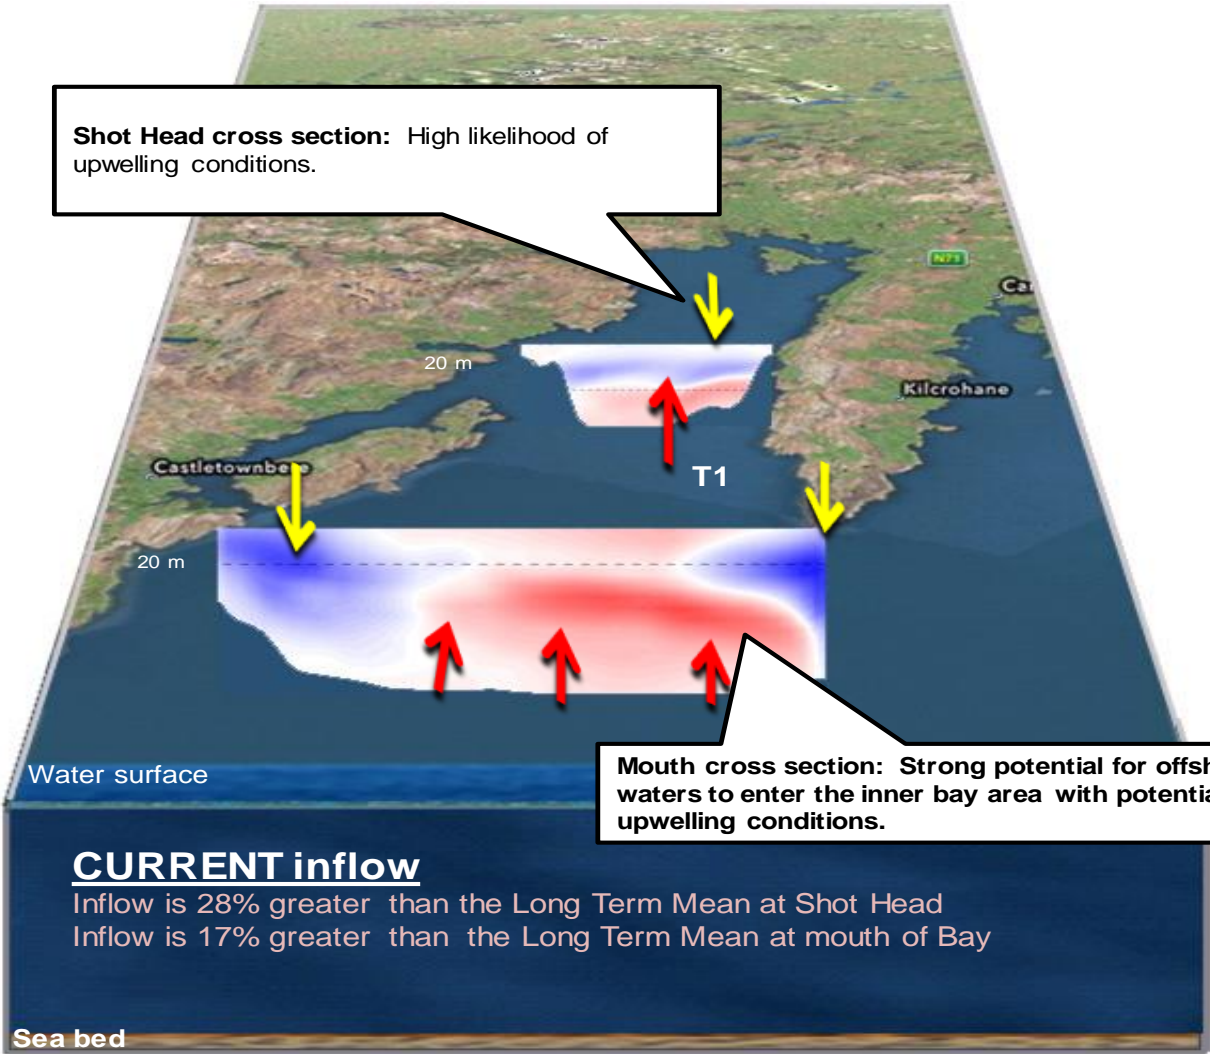 Shot Head cross section: High likelihood of
upwelling conditions.
N71
Ca
20 m
Kilcrohane
Castletownbere
T1
20 m
Water surface
Mouth cross section: Strong potential for offsh
waters to enter the inner bay area with potentia
upwelling conditions.
CURRENT inflow
Inflow is 28% greater than the Long Term Mean at Shot Head
Inflow is 17% greater than the Long Term Mean at mouth of Bay
Sea bed